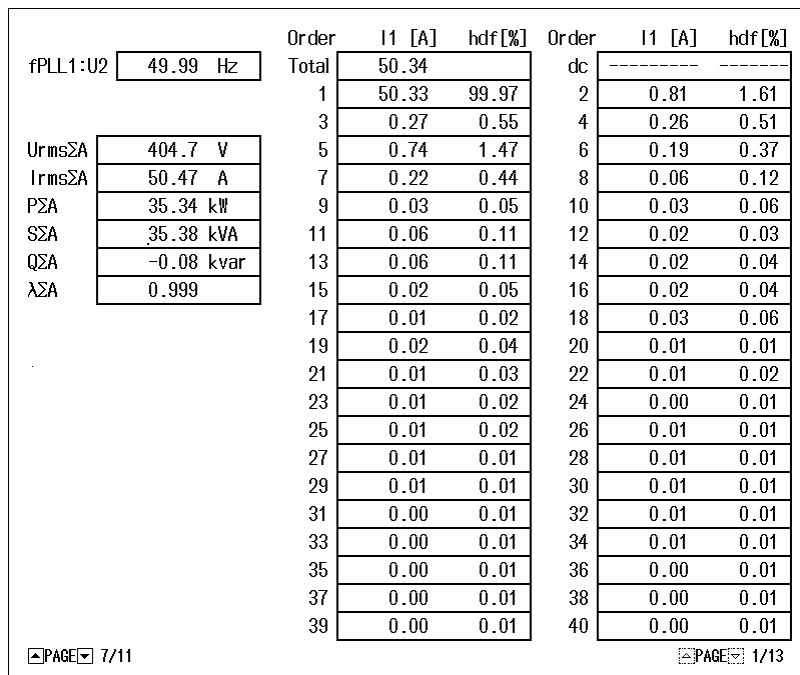 Order I1 [A] hdf[%] Order I1 [A] hdf[%]
fPLL1:U2 49.99 Hz Total 50.34 dc --------- -------
1 50.33 99.97 2 0.81 1.61
3 0.27 0.55 4 0.26 0.51
UrmsΣA 404.7 V 5 0.74 1.47 6 0.19 0.37
IrmsΣA 50.47 A 7 0.22 0.44 8 0.06 0.12
PΣA 35.34 kW 9 0.03 0.05 10 0.03 0.06
SΣA 35.38 kVA 11 0.06 0.11 12 0.02 0.03
QΣA -0.08 kvar 13 0.06 0.11 14 0.02 0.04
λΣA 0.999 15 0.02 0.05 16 0.02 0.04
17 0.01 0.02 18 0.03 0.06
19 0.02 0.04 20 0.01 0.01
21 0.01 0.03 22 0.01 0.02
23 0.01 0.02 24 0.00 0.01
25 0.01 0.02 26 0.01 0.01
27 0.01 0.01 28 0.01 0.01
29 0.01 0.01 30 0.01 0.01
31 0.00 0.01 32 0.01 0.01
33 0.00 0.01 34 0.01 0.01
35 0.00 0.01 36 0.00 0.01
37 0.00 0.01 38 0.00 0.01
39 0.00 0.01 40 0.00 0.01
▲PAGE▼ 7/11 △PAGE▽ 1/13